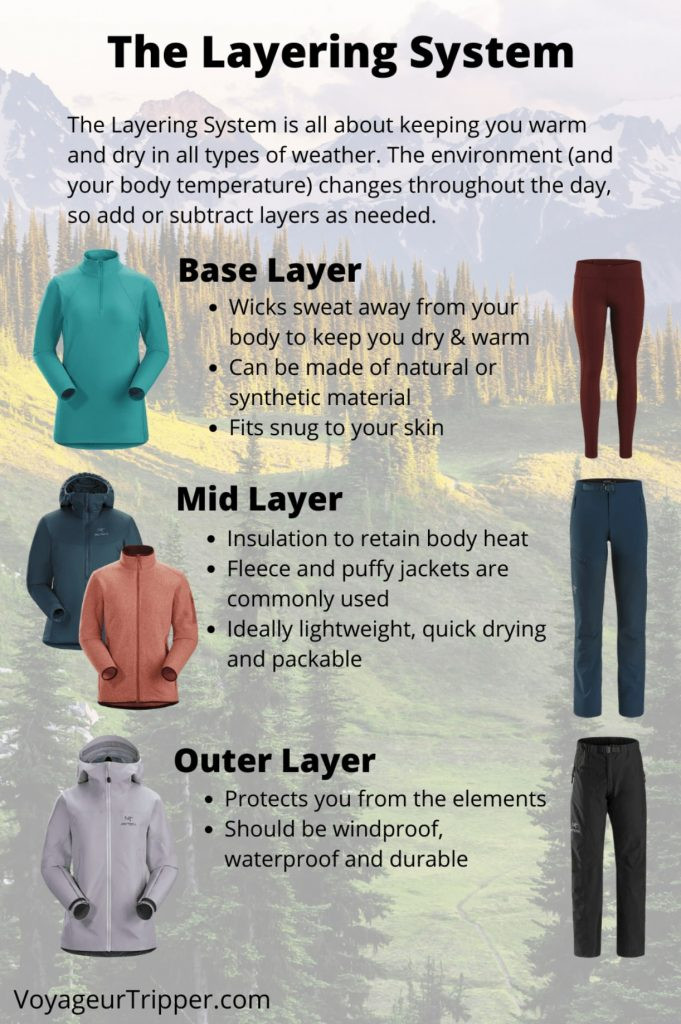 The Layering System
The Layering System is all about keeping you warm
and dry in all types of weather. The environment (and
your body temperature) changes throughout the day,
so add or subtract layers as needed.
Base Layer
• Wicks sweat away from your
body to keep you dry & warm
• Can be made of natural or
synthetic material
• Fits snug to your skin
Mid Layer
• Insulation to retain body heat
• Fleece and puffy jackets are
commonly used
• Ideally lightweight, quick drying
and packable
Outer Layer
• Protects you from the elements
• Should be windproof,
waterproof and durable
VoyageurTripper.com